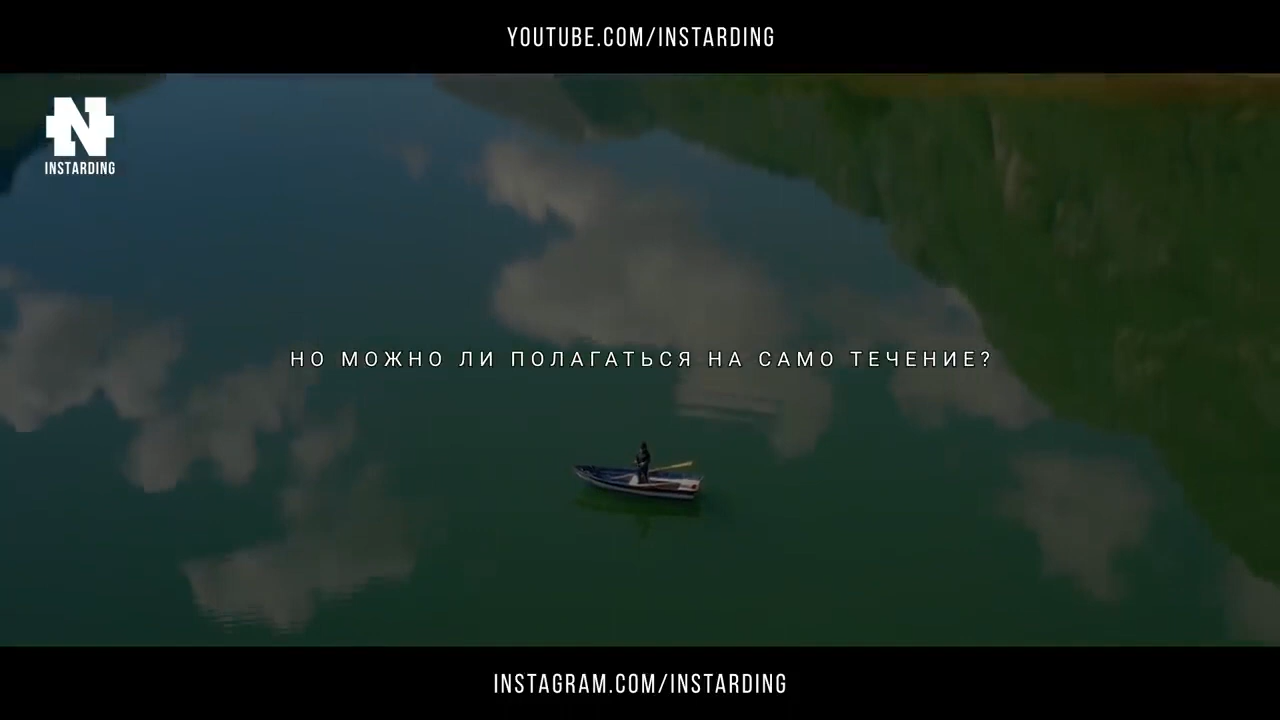 YOUTUBE.COM/INSTARDING
N
INSTARDING
НО МОЖНО ЛИ ПОЛАГАТЬСЯ НА САМО ТЕЧЕНИЕ?
INSTAGRAM.COM/INSTARDING